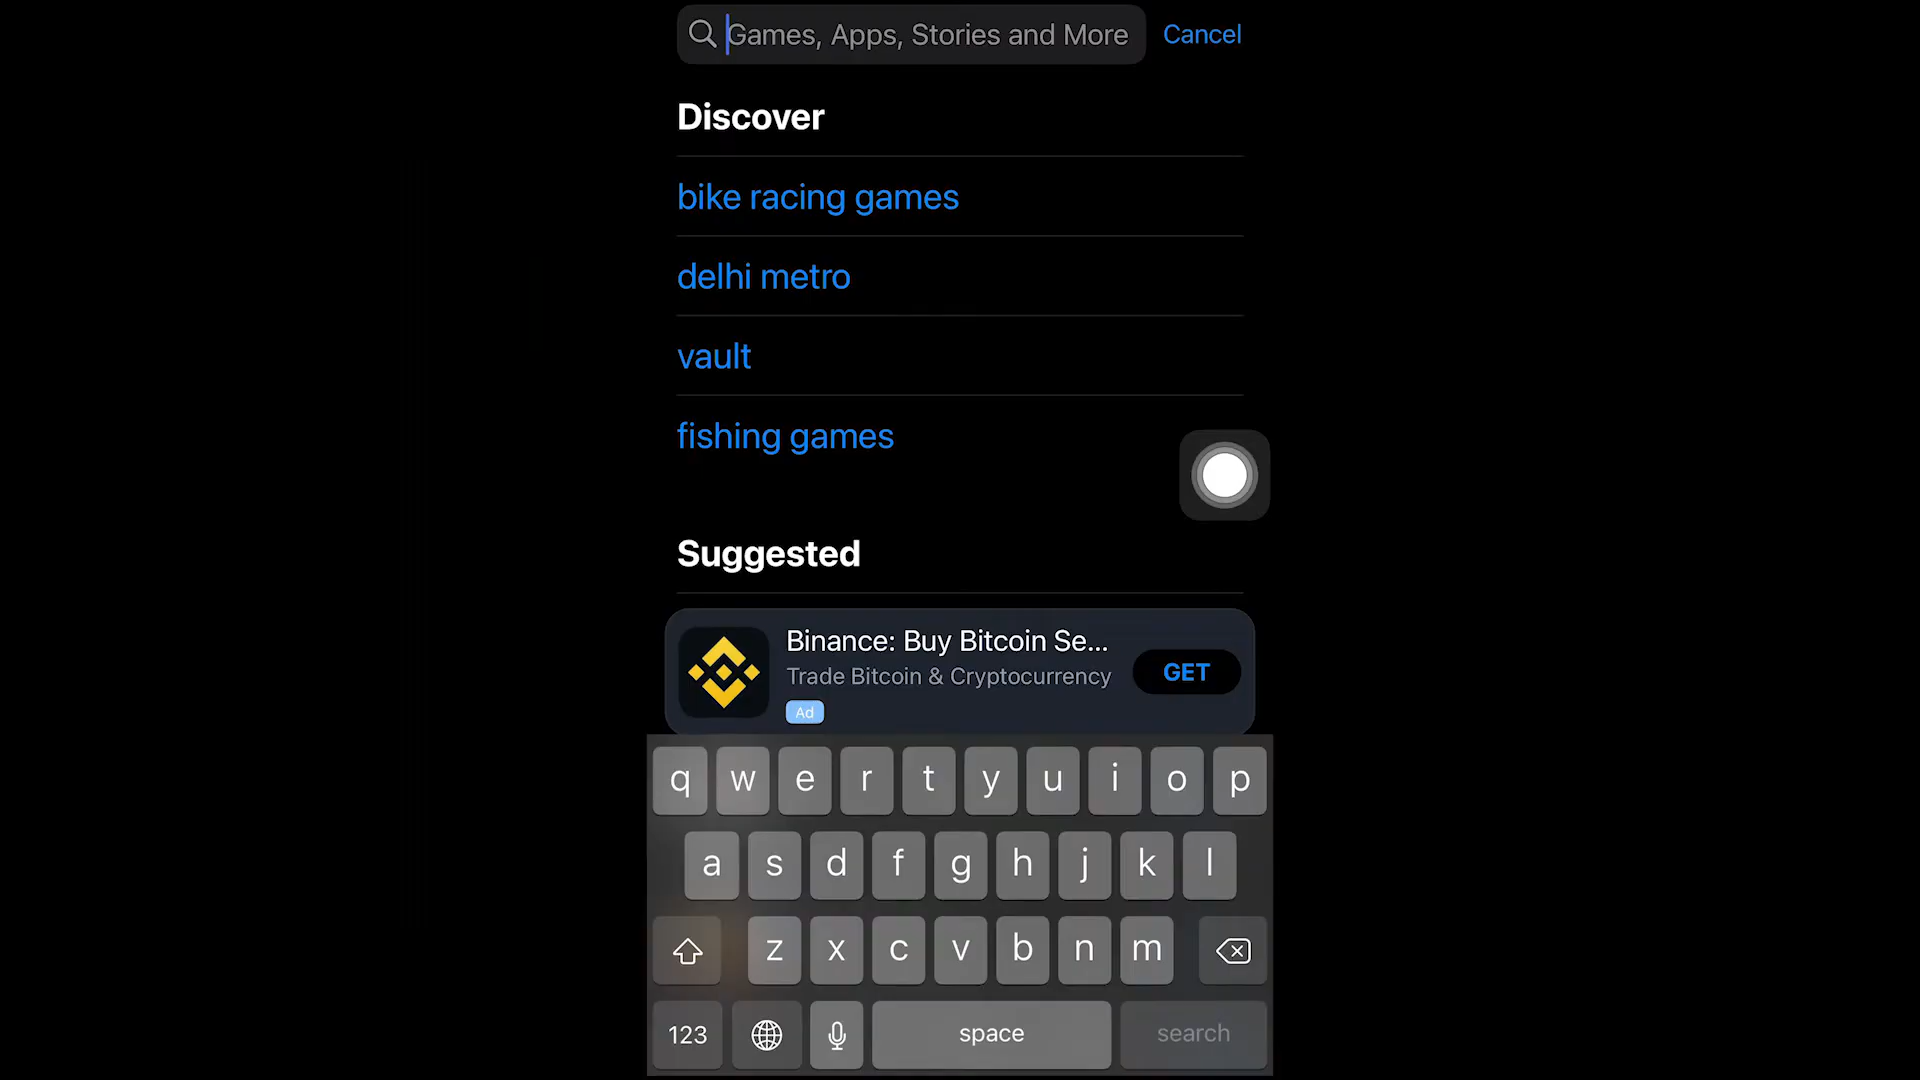 Games, Apps, Stories and More Cancel
Discover
bike racing games
delhi metro
vault
fishing games
Suggested
Binance: Buy Bitcoin Se...
Trade Bitcoin & Cryptocurrency
GET
Ad
q w e r t y u i o p
a s d f g h j k l
z x c v b n m
123 space search